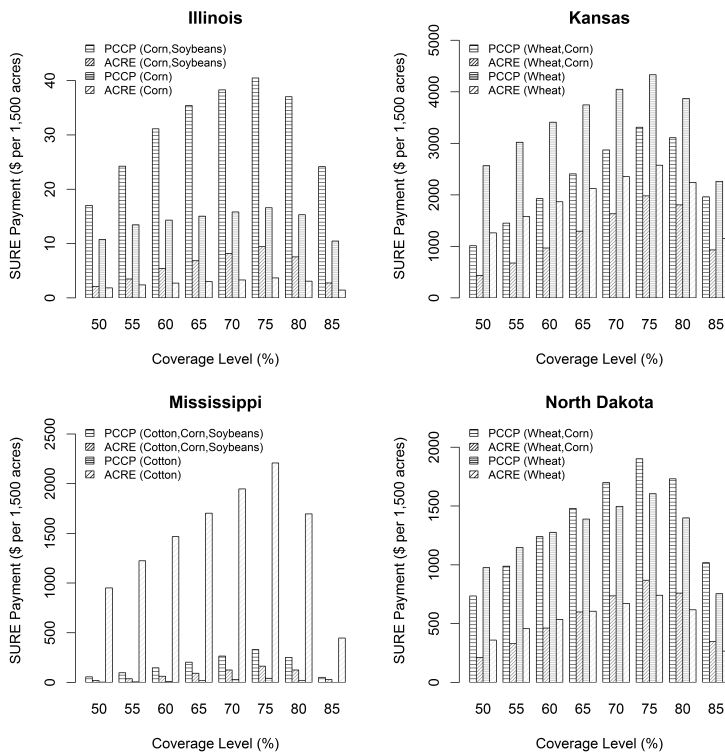 Illinois
SURE Payment ($ per 1,500 acres)
0
10
20
30
40
PCCP (Corn,Soybeans)
ACRE (Corn,Soybeans)
PCCP (Corn)
ACRE (Corn)
50 55 60 65 70 75 80 85
Coverage Level (%)
Kansas
SURE Payment ($ per 1,500 acres)
0
1000
2000
3000
4000
5000
PCCP (Wheat,Corn)
ACRE (Wheat,Corn)
PCCP (Wheat)
ACRE (Wheat)
50 55 60 65 70 75 80 85
Coverage Level (%)
Mississippi
SURE Payment ($ per 1,500 acres)
0
500
1000
1500
2000
2500
PCCP (Cotton,Corn,Soybeans)
ACRE (Cotton,Corn,Soybeans)
PCCP (Cotton)
ACRE (Cotton)
50 55 60 65 70 75 80 85
Coverage Level (%)
North Dakota
SURE Payment ($ per 1,500 acres)
0
500
1000
1500
2000
PCCP (Wheat,Corn)
ACRE (Wheat,Corn)
PCCP (Wheat)
ACRE (Wheat)
50 55 60 65 70 75 80 85
Coverage Level (%)